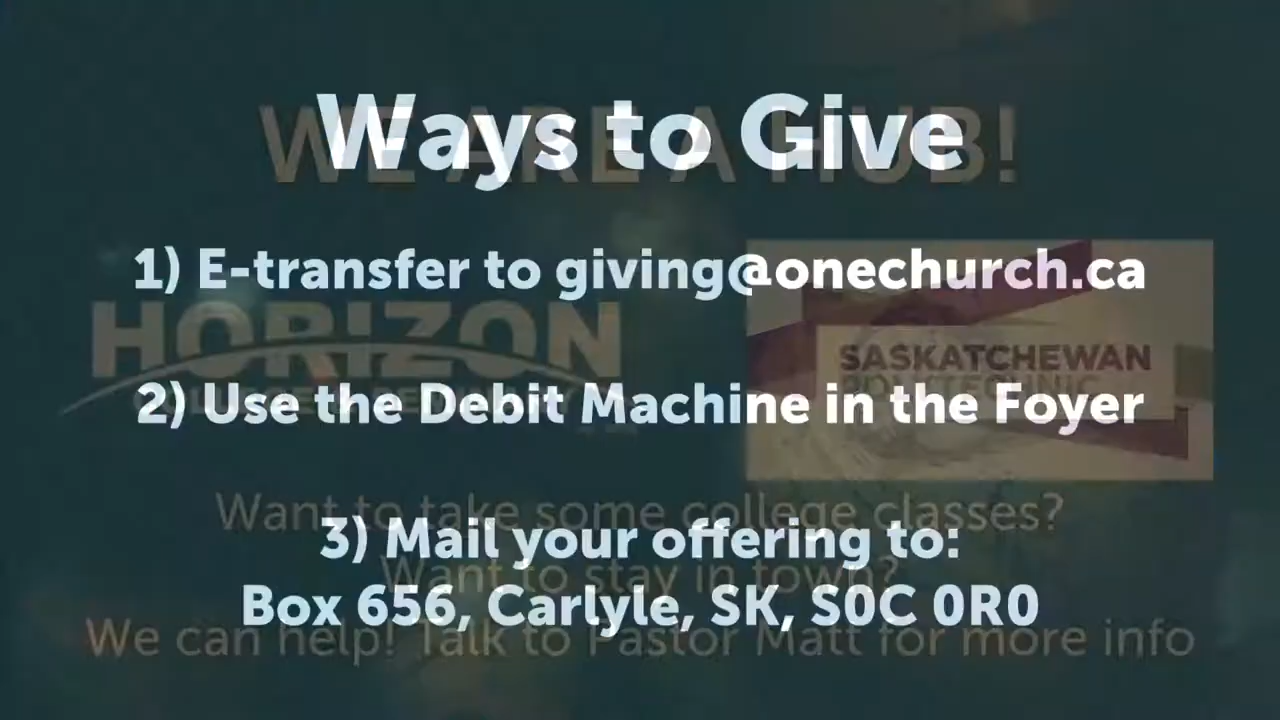 Ways to Give
WE ARE A HUB!
1) E-transfer to giving@onechurch.ca
HORIZON
SASKATCHEWAN
POLYTECHNIC
2) Use the Debit Machine in the Foyer
Want to take some college classes?
3) Mail your offering to:
Want to stay in town?
Box 656, Carlyle, SK, S0C 0R0
We can help! Talk to Pastor Matt for more info